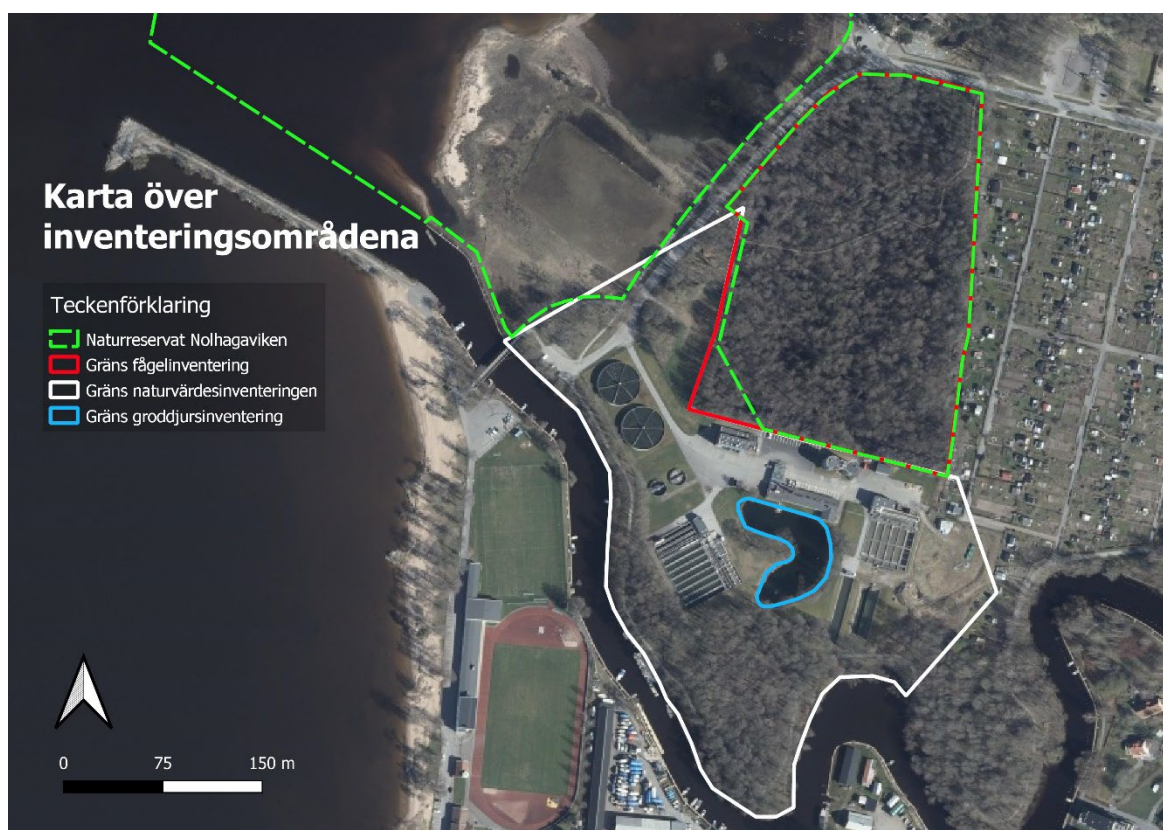 Karta över
inventeringsområdena
Teckenförklaring
Naturreservat Nolhagaviken
Gräns fågelinventering
Gräns naturvärdesinventeringen
Gräns groddjursinventering
0 75 150 m